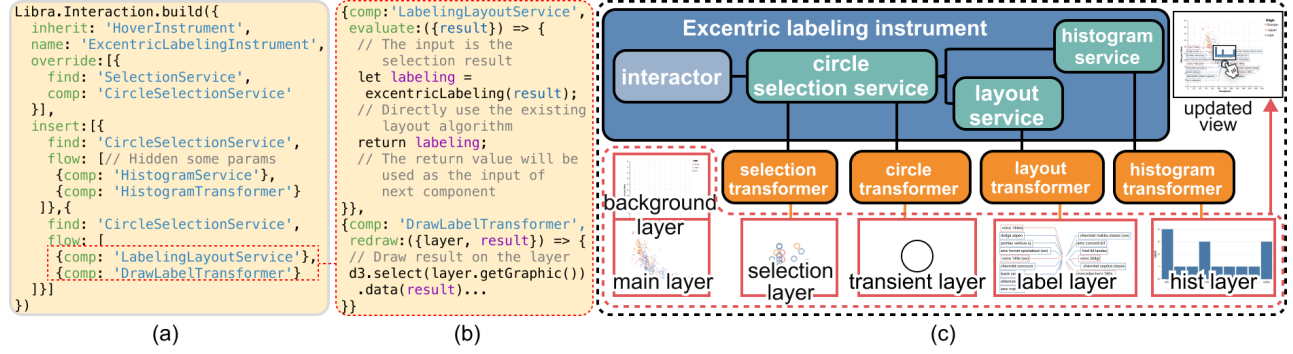 Libra.Interaction.build({
inherit: 'HoverInstrument',
name: 'ExcentricLabelingInstrument',
override:[{
find: 'SelectionService',
comp: 'CircleSelectionService'
}],
insert:[{
find: 'CircleSelectionService',
flow: [// Hidden some params
{comp: 'HistogramService'},
{comp: 'HistogramTransformer'}
]},{
find: 'CircleSelectionService',
flow: [
{comp: 'LabelingLayoutService'},
{comp: 'DrawLabelTransformer'}
]}]
})
(a)
{comp:'LabelingLayoutService',
evaluate:({result}) => {
// The input is the
selection result
let labeling =
excentricLabeling(result);
// Directly use the existing
layout algorithm
return labeling;
// The return value will be
used as the input of
next component
}},
{comp: 'DrawLabelTransformer',
redraw:({layer, result}) => {
// Draw result on the layer
d3.select(layer.getGraphic())
.data(result)...
}}
(b)
Excentric labeling instrument
interactor
circle
selection service
histogram
service
layout
service
updated
view
selection
transformer
circle
transformer
layout
transformer
histogram
transformer
background
layer
main layer
selection
layer
transient layer
label layer
hist layer
(c)